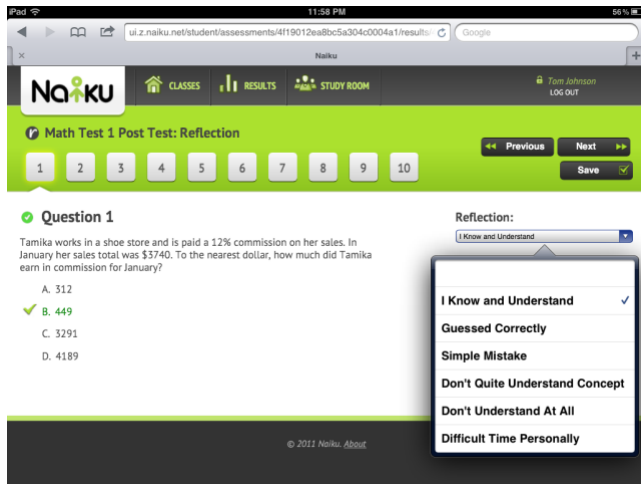 iPad
11:58 PM
56%
ui.z.naiku.net/student/assessments/4f19012ea8bc5a304c0004a1/results/
Google
Naiku
Naiku
CLASSES
RESULTS
STUDY ROOM
Tom Johnson
LOG OUT
Math Test 1 Post Test: Reflection
Previous
Next
1 2 3 4 5 6 7 8 9 10
Save
Question 1
Tamika works in a shoe store and is paid a 12% commission on her sales. In
January her sales total was $3740. To the nearest dollar, how much did Tamika
earn in commission for January?
A. 312
B. 449
C. 3291
D. 4189
Reflection:
I Know and Understand
I Know and Understand
Guessed Correctly
Simple Mistake
Don't Quite Understand Concept
Don't Understand At All
Difficult Time Personally
© 2011 Naiku. About